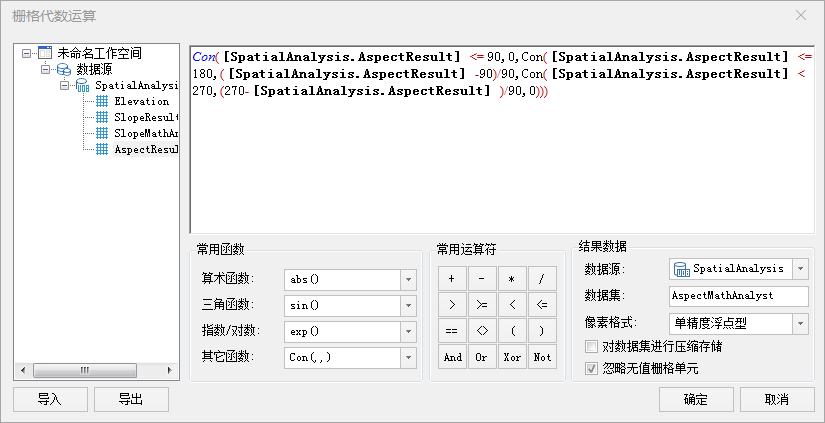 栅格代数运算
未命名工作空间
数据源
SpatialAnalysi
Elevation
SlopeResult
SlopeMathAn
AspectResul
Con( [SpatialAnalysis.AspectResult] <=90,0,Con( [SpatialAnalysis.AspectResult] <=
180,( [SpatialAnalysis.AspectResult] -90)/90,Con( [SpatialAnalysis.AspectResult] <
270,(270- [SpatialAnalysis.AspectResult] )/90,0)))
常用函数
算术函数: abs()
三角函数: sin()
指数/对数: exp()
其它函数: Con(,,)
常用运算符
+ - * /
> >= < <=
== <> ( )
And Or Xor Not
结果数据
数据源: SpatialAnalysis
数据集: AspectMathAnalyst
像素格式: 单精度浮点型
对数据集进行压缩存储
忽略无值栅格单元
导入 导出 确定 取消